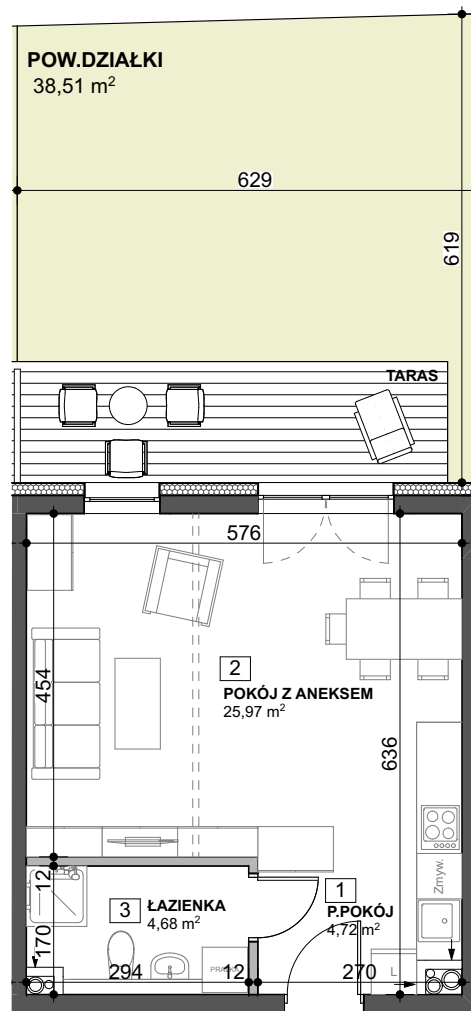 POW.DZIAŁKI
38,51 m²
629
619
TARAS
576
454
2
POKÓJ Z ANEKSEM
25,97 m²
636
Zmyw.
12
1
P.POKÓJ
4,72 m²
3
ŁAZIENKA
4,68 m²
170
294
12
270
L